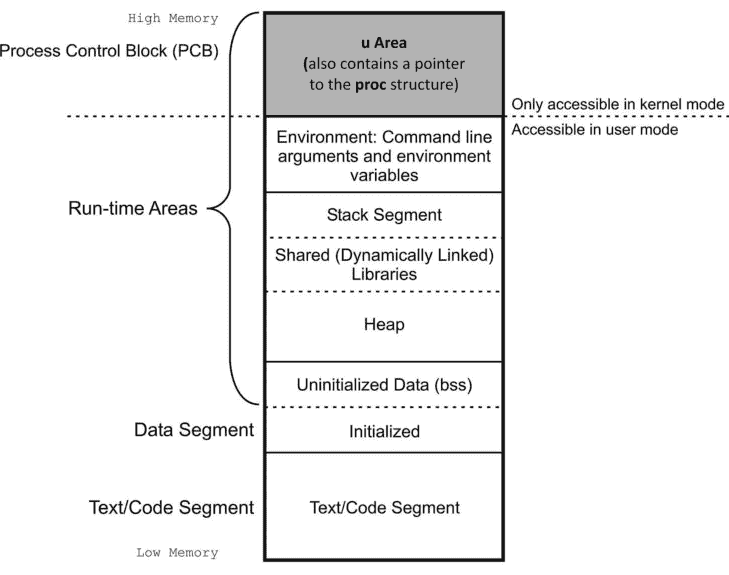 High Memory
Process Control Block (PCB)
u Area
(also contains a pointer
to the proc structure)
Only accessible in kernel mode
Accessible in user mode
Environment: Command line
arguments and environment
variables
Run-time Areas
Stack Segment
Shared (Dynamically Linked)
Libraries
Heap
Uninitialized Data (bss)
Data Segment
Initialized
Text/Code Segment
Text/Code Segment
Low Memory